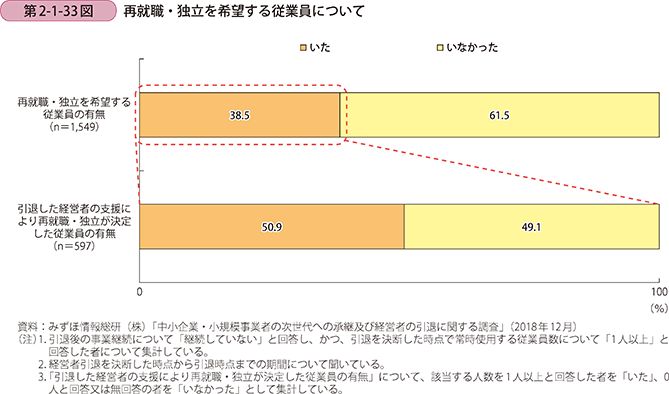 第2-1-33図 再就職・独立を希望する従業員について
いた いなかった
再就職・独立を希望する
従業員の有無
（n＝1,549）
38.5 61.5
引退した経営者の支援に
より再就職・独立が決定
した従業員の有無
（n＝597）
50.9 49.1
0 100
（%）
資料：みずほ情報総研（株）「中小企業・小規模事業者の次世代への承継及び経営者の引退に関する調査」（2018年12月）
（注）1. 引退後の事業継続について「継続していない」と回答し、かつ、引退を決断した時点で常時使用する従業員数について「1人以上」と
回答した者について集計している。
2. 経営者引退を決断した時点から引退時点までの期間について聞いている。
3. 「引退した経営者の支援により再就職・独立が決定した従業員の有無」について、該当する人数を1人以上と回答した者を「いた」、0
人と回答又は無回答の者を「いなかった」として集計している。